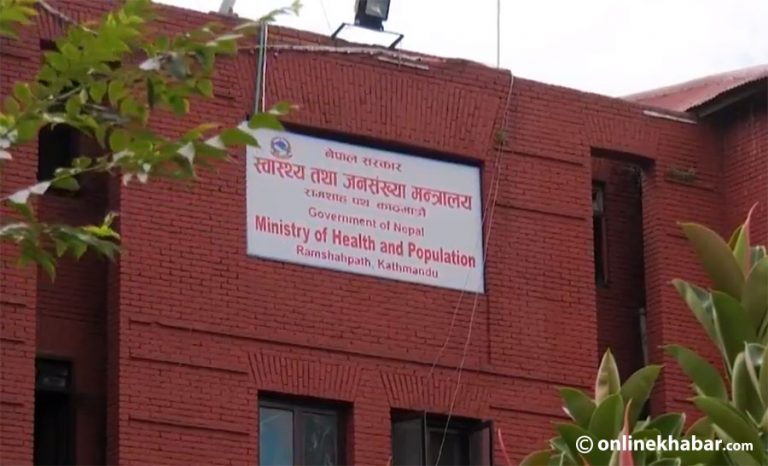 नेपाल सरकार
स्वास्थ्य तथा जनसंख्या मन्त्रालय
रामशाह पथ काठमाडौं
Government of Nepal
Ministry of Health and Population
Ramshahpath, Kathmandu
© onlinekhabar.com